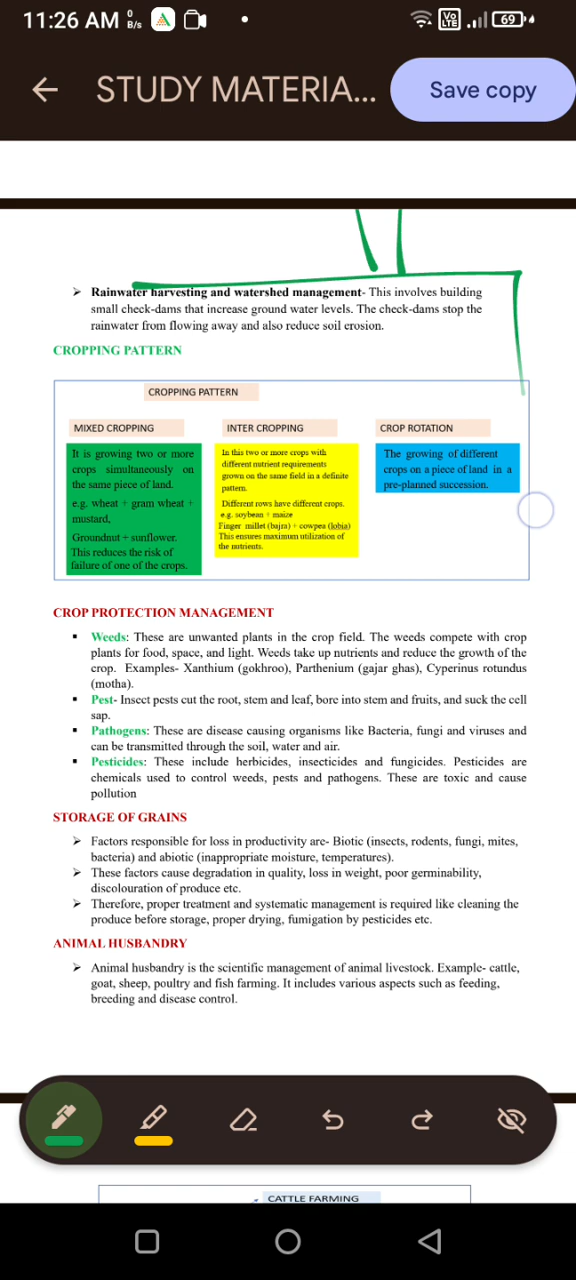 11:26 AM 0 B/s Vo LTE 69
STUDY MATERIA... Save copy
➢ Rainwater harvesting and watershed management- This involves building
small check-dams that increase ground water levels. The check-dams stop the
rainwater from flowing away and also reduce soil erosion.
CROPPING PATTERN
CROPPING PATTERN
MIXED CROPPING
It is growing two or more
crops simultaneously on
the same piece of land.
e.g. wheat + gram wheat +
mustard,
Groundnut + sunflower.
This reduces the risk of
failure of one of the crops.
INTER CROPPING
In this two or more crops with
different nutrient requirements
grown on the same field in a definite
pattern.
Different rows have different crops.
e.g. soybean + maize
Finger millet (bajra) + cowpea (lobia)
This ensures maximum utilization of
the nutrients.
CROP ROTATION
The growing of different
crops on a piece of land in a
pre-planned succession.
CROP PROTECTION MANAGEMENT
▪ Weeds: These are unwanted plants in the crop field. The weeds compete with crop
plants for food, space, and light. Weeds take up nutrients and reduce the growth of the
crop. Examples- Xanthium (gokhroo), Parthenium (gajar ghas), Cyperinus rotundus
(motha).
▪ Pest- Insect pests cut the root, stem and leaf, bore into stem and fruits, and suck the cell
sap.
▪ Pathogens: These are disease causing organisms like Bacteria, fungi and viruses and
can be transmitted through the soil, water and air.
▪ Pesticides: These include herbicides, insecticides and fungicides. Pesticides are
chemicals used to control weeds, pests and pathogens. These are toxic and cause
pollution
STORAGE OF GRAINS
➢ Factors responsible for loss in productivity are- Biotic (insects, rodents, fungi, mites,
bacteria) and abiotic (inappropriate moisture, temperatures).
➢ These factors cause degradation in quality, loss in weight, poor germinability,
discolouration of produce etc.
➢ Therefore, proper treatment and systematic management is required like cleaning the
produce before storage, proper drying, fumigation by pesticides etc.
ANIMAL HUSBANDRY
➢ Animal husbandry is the scientific management of animal livestock. Example- cattle,
goat, sheep, poultry and fish farming. It includes various aspects such as feeding,
breeding and disease control.
CATTLE FARMING